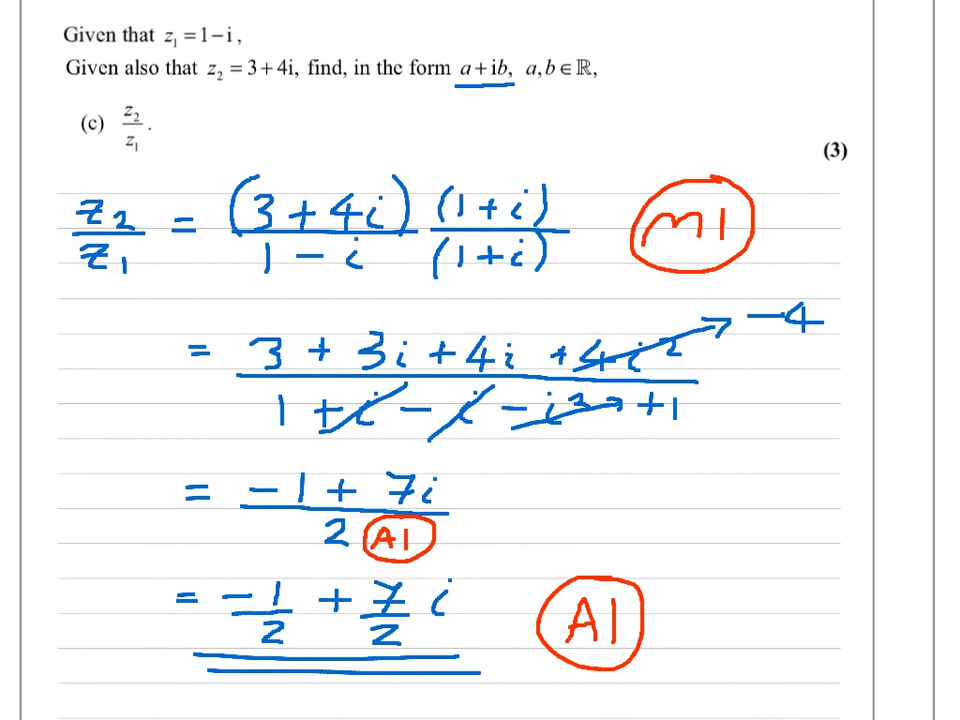 Given that z₁ = 1 − i,
Given also that z₂ = 3 + 4i, find, in the form a + ib, a, b ∈ ℝ,
(c) z₂/z₁.
(3)
z₂/z₁ = (3 + 4i)/(1 − i) (1 + i)/(1 + i) M1
= (3 + 3i + 4i + 4i²)/(1 + i − i − i²) → −4 → +1
= (−1 + 7i)/2 A1
= −1/2 + 7/2 i A1